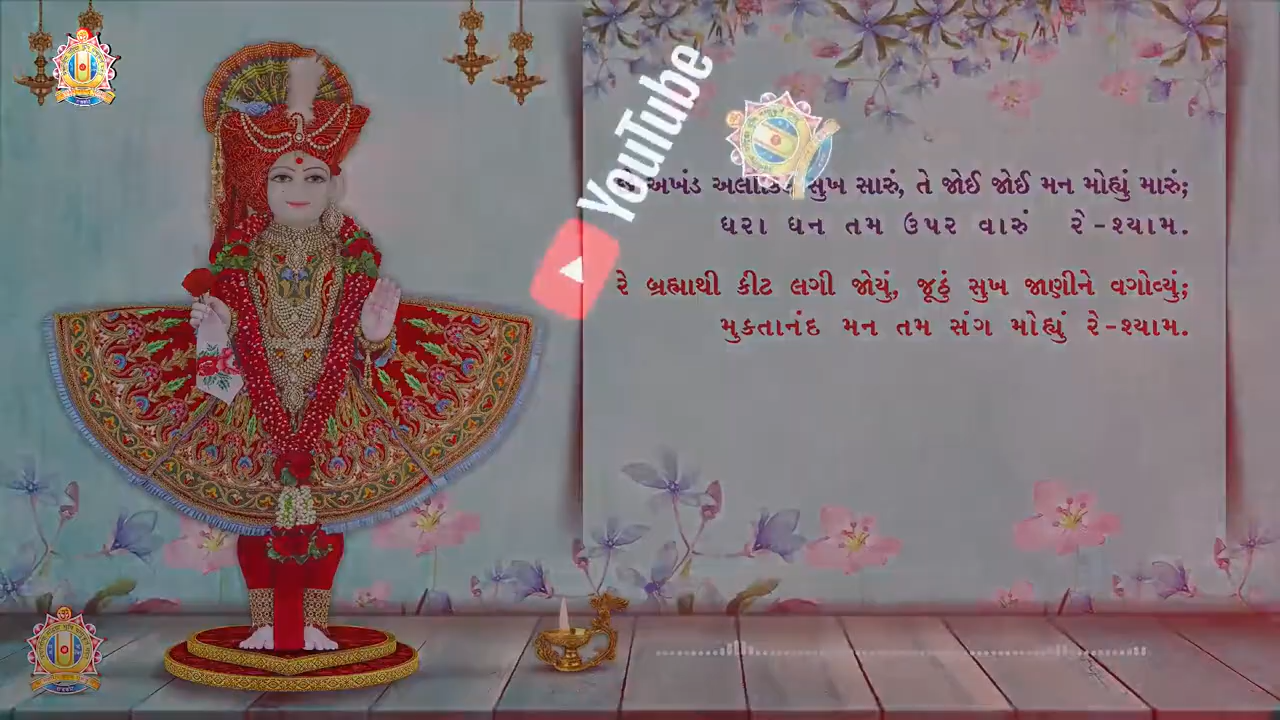 YouTube
અખંડ અલૌકિક સુખ સારું, તે જોઈ જોઈ મન મોહ્યું મારું;
ધરા ધન તમ ઉપર વારું રે-શ્યામ.
રે બ્રહ્માથી કીટ લગી જોયું, જૂઠું સુખ જાણીને વગોવ્યું;
મુક્તાનંદ મન તમ સંગ મોહ્યું રે-શ્યામ.